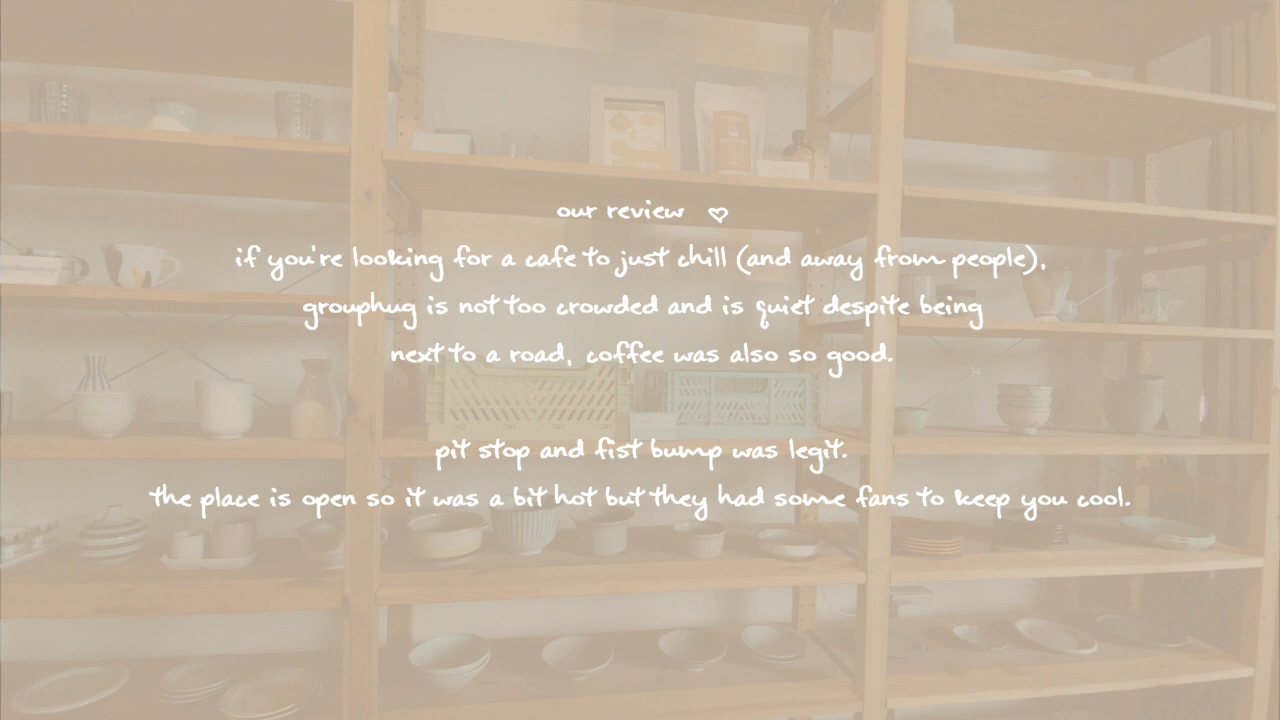 our review ♡
if you're looking for a cafe to just chill (and away from people),
grouphug is not too crowded and is quiet despite being
next to a road, coffee was also so good.
pit stop and fist bump was legit.
the place is open so it was a bit hot but they had some fans to keep you cool.